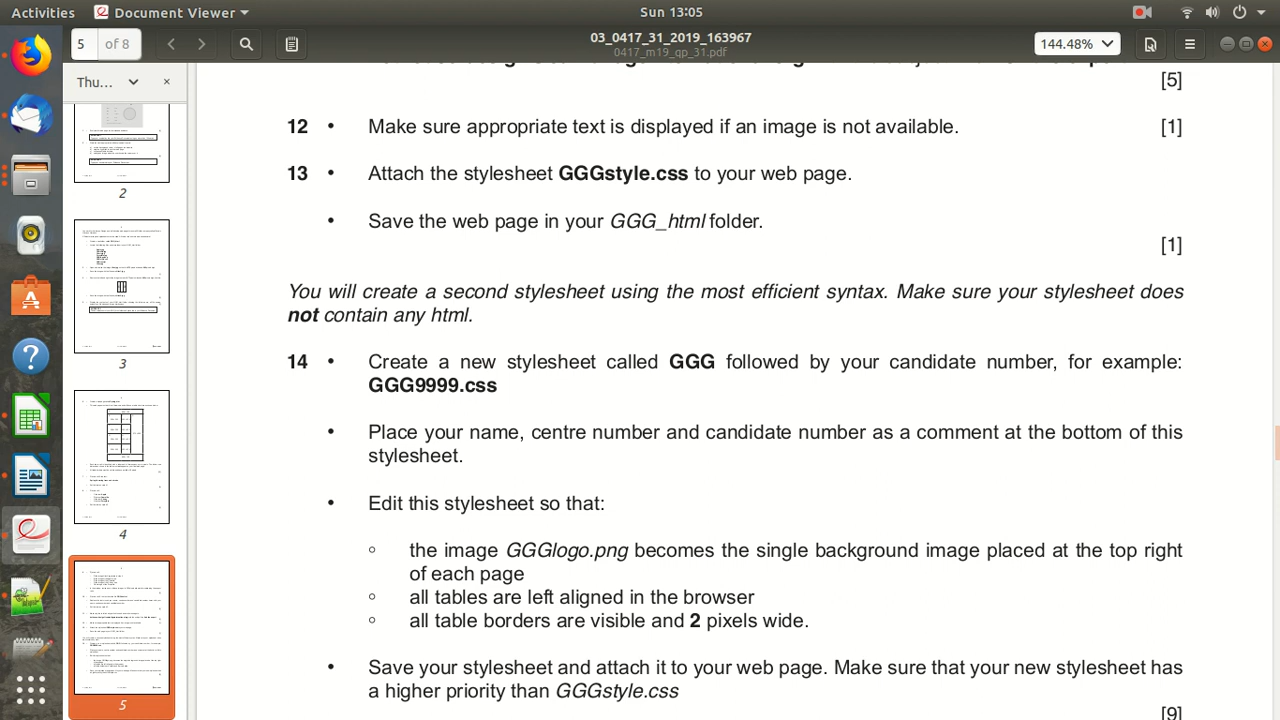 Activities Document Viewer Sun 13:05
5 of 8 03_0417_31_2019_163967 144.48%
0417_m19_qp_31.pdf
Thu...
2
3
4
5
[5]
12 • Make sure appropriate text is displayed if an image is not available. [1]
13 • Attach the stylesheet GGGstyle.css to your web page.
• Save the web page in your GGG_html folder.
[1]
You will create a second stylesheet using the most efficient syntax. Make sure your stylesheet does
not contain any html.
14 • Create a new stylesheet called GGG followed by your candidate number, for example:
GGG9999.css
• Place your name, centre number and candidate number as a comment at the bottom of this
stylesheet.
• Edit this stylesheet so that:
○ the image GGGlogo.png becomes the single background image placed at the top right
of each page
○ all tables are left aligned in the browser
○ all table borders are visible and 2 pixels wide.
• Save your stylesheet and attach it to your web page. Make sure that your new stylesheet has
a higher priority than GGGstyle.css
[9]